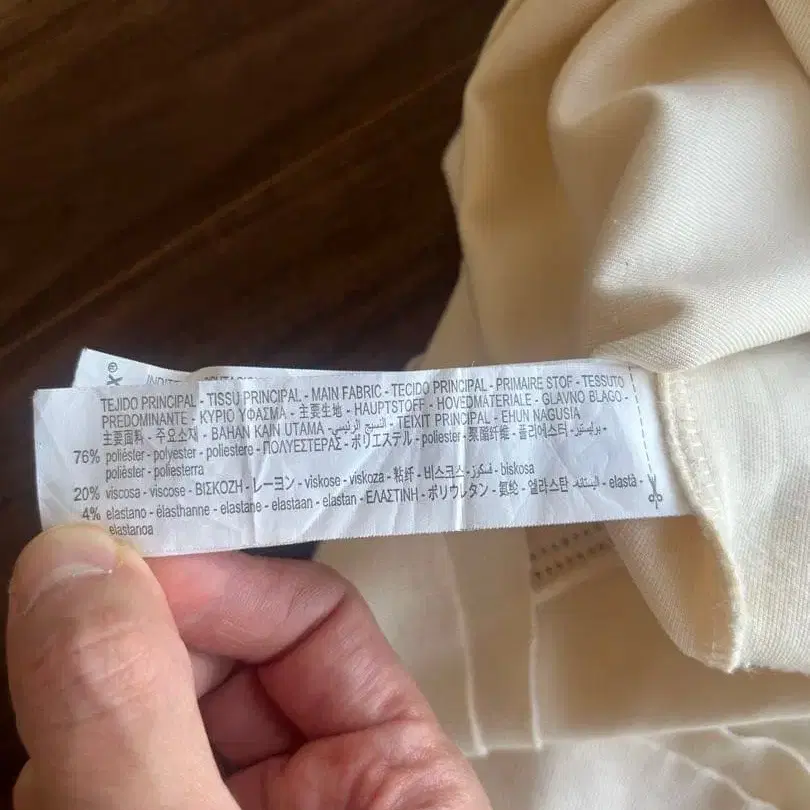 TEJIDO PRINCIPAL - TISSU PRINCIPAL - MAIN FABRIC - TECIDO PRINCIPAL - PRIMAIRE STOF - TESSUTO
PREDOMINANTE - ΚΥΡΙΟ ΥΦΑΣΜΑ - 主要生地 - HAUPTSTOFF - HOVEDMATERIALE - GLAVNO BLAGO -
主要面料 - 주요소재 - BAHAN KAIN UTAMA - النسيج الرئيسي - TEIXIT PRINCIPAL - EHUN NAGUSIA
76% poliéster - polyester - poliestere - ΠΟΛΥΕΣΤΕΡΑΣ - ポリエステル - poliester - 聚酯纤维 - 폴리에스터 - بوليستير -
poliester - poliesterra
20% viscosa - viscose - ΒΙΣΚΟΖΗ - レーヨン - viskose - viskoza - 粘纤 - 비스코스 - فسكوز - biskosa
4% elastano - élasthanne - elastane - elastaan - elastan - ΕΛΑΣΤΙΝΗ - ポリウレタン - 氨纶 - 엘라스탄 - الیستان - elastà -
elastanoa